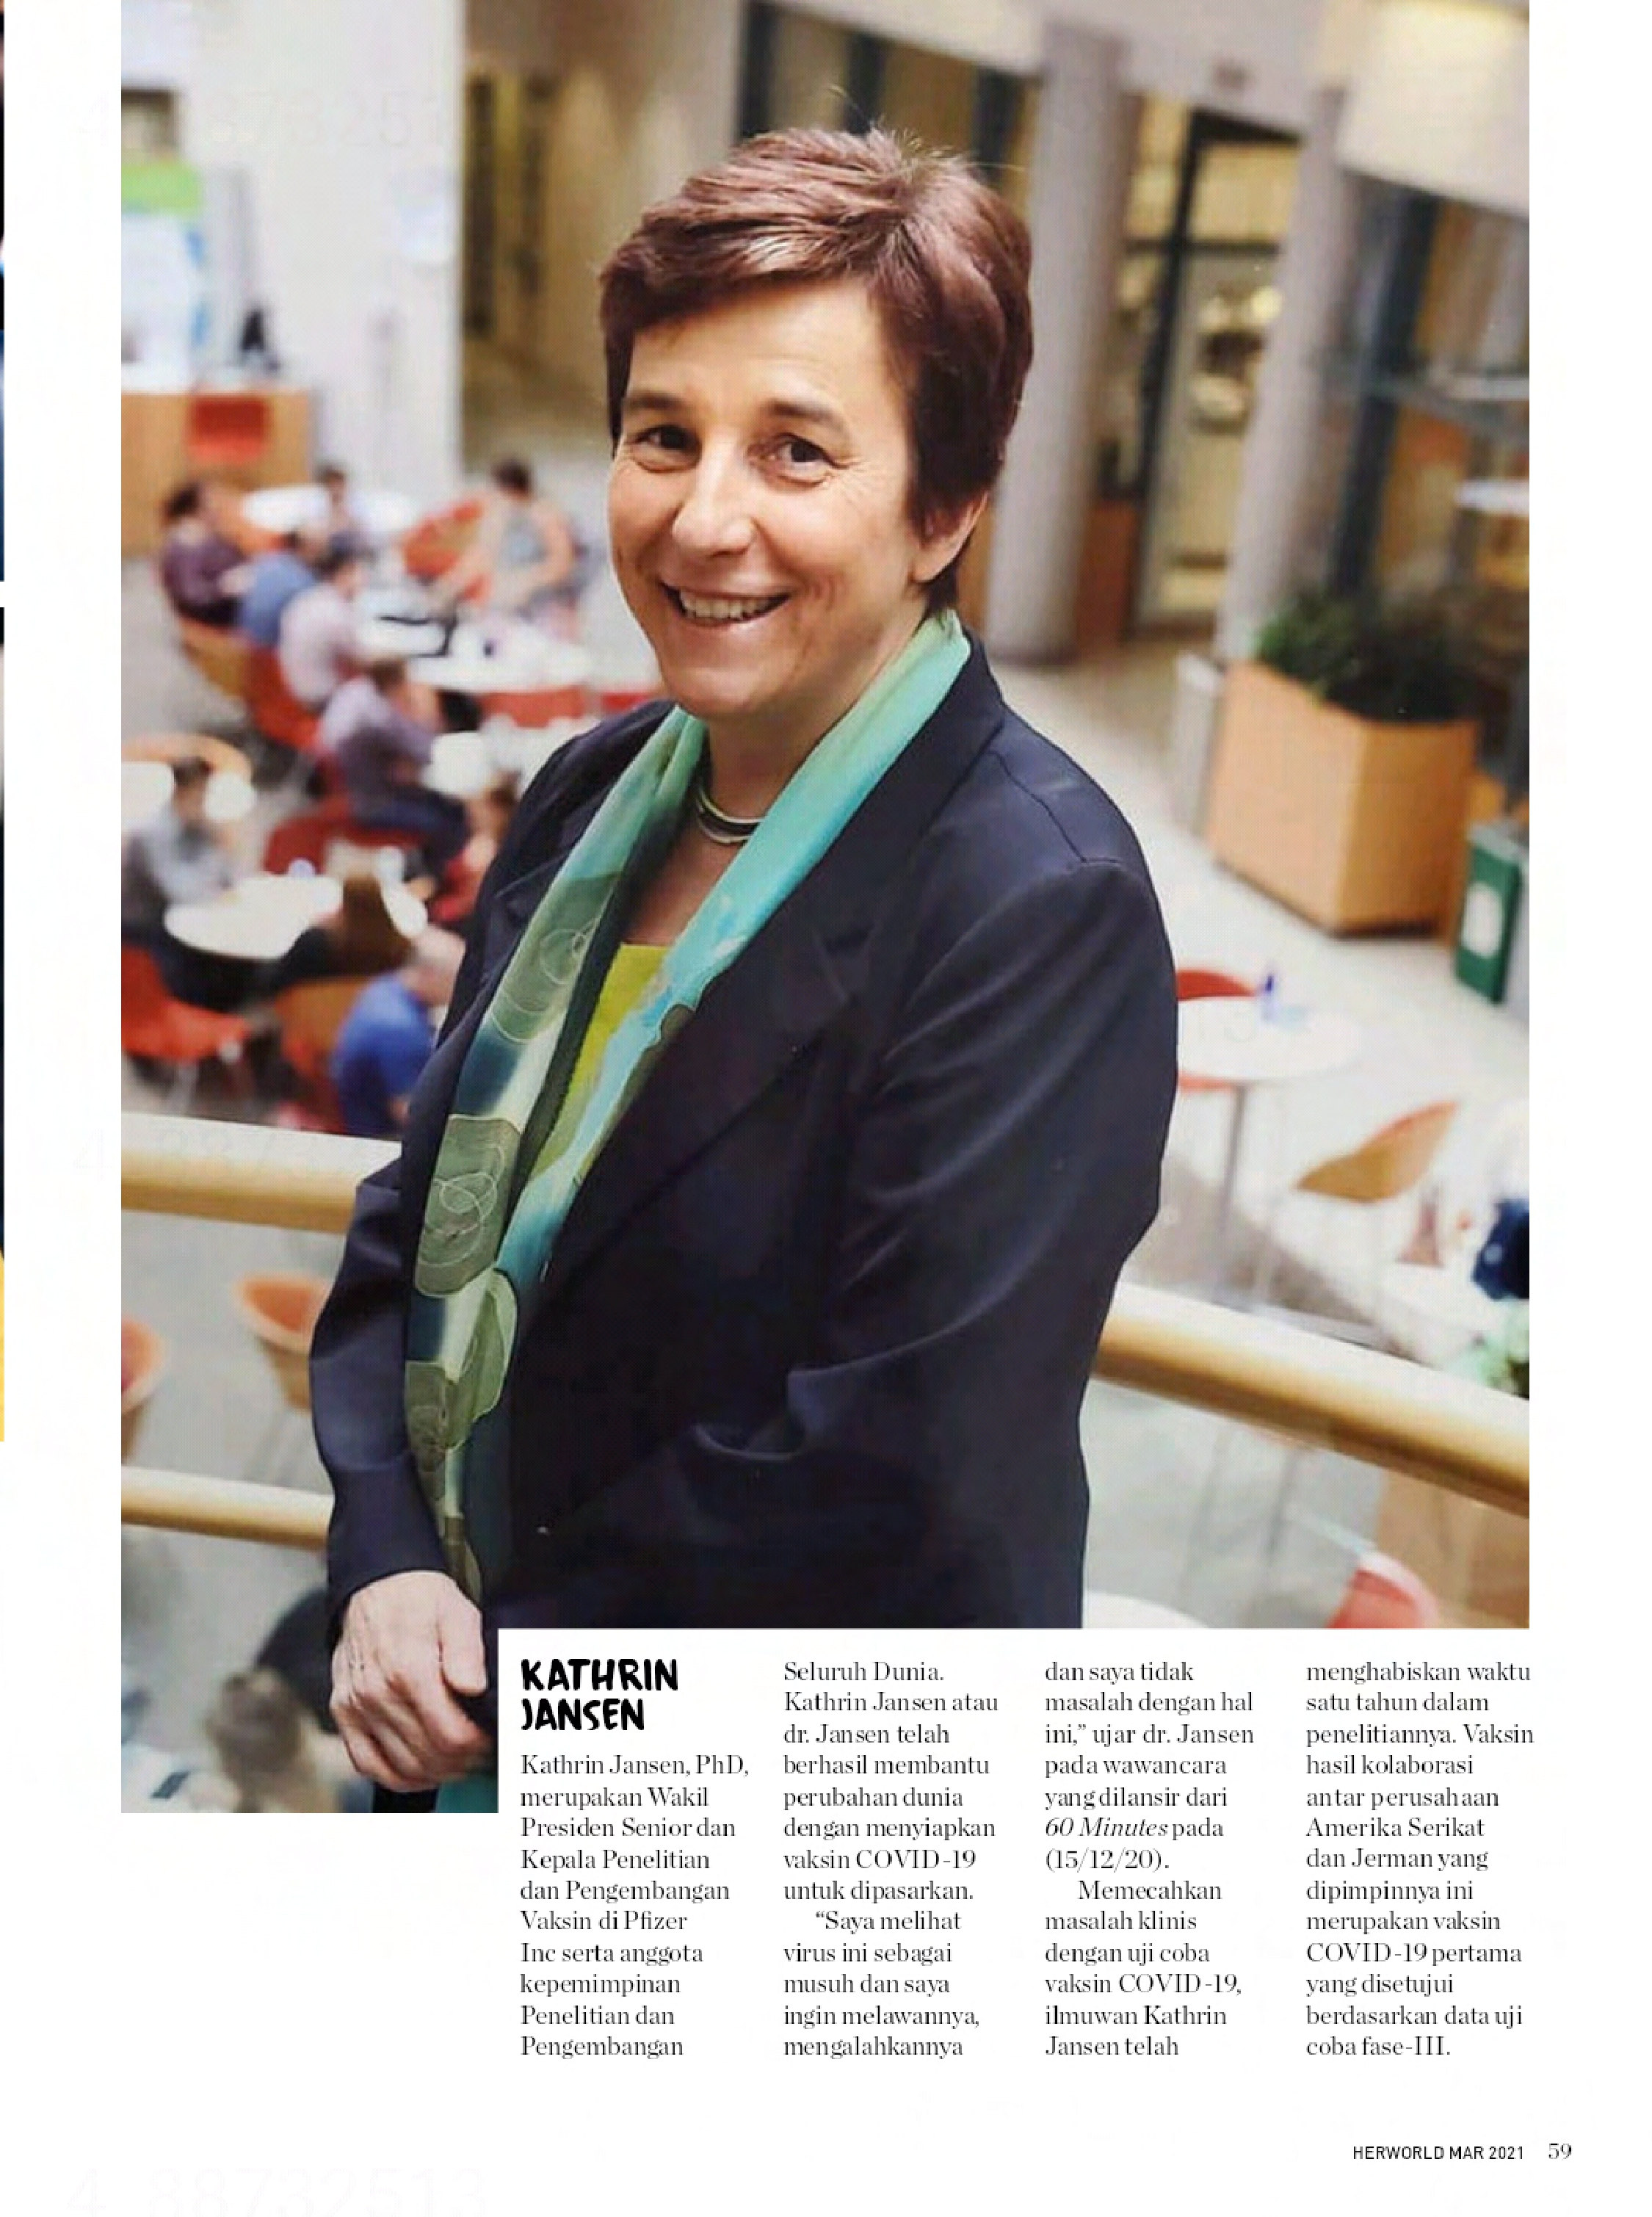 KATHRIN
JANSEN
Kathrin Jansen, PhD,
merupakan Wakil
Presiden Senior dan
Kepala Penelitian
dan Pengembangan
Vaksin di Pfizer
Inc serta anggota
kepemimpinan
Penelitian dan
Pengembangan
Seluruh Dunia.
Kathrin Jansen atau
dr. Jansen telah
berhasil membantu
perubahan dunia
dengan menyiapkan
vaksin COVID-19
untuk dipasarkan.
“Saya melihat
virus ini sebagai
musuh dan saya
ingin melawannya,
mengalahkannya
dan saya tidak
masalah dengan hal
ini,” ujar dr. Jansen
pada wawancara
yang dilansir dari
60 Minutes pada
(15/12/20).
Memecahkan
masalah klinis
dengan uji coba
vaksin COVID-19,
ilmuwan Kathrin
Jansen telah
menghabiskan waktu
satu tahun dalam
penelitiannya. Vaksin
hasil kolaborasi
antar perusahaan
Amerika Serikat
dan Jerman yang
dipimpinnya ini
merupakan vaksin
COVID-19 pertama
yang disetujui
berdasarkan data uji
coba fase-III.
HERWORLD MAR 2021 59